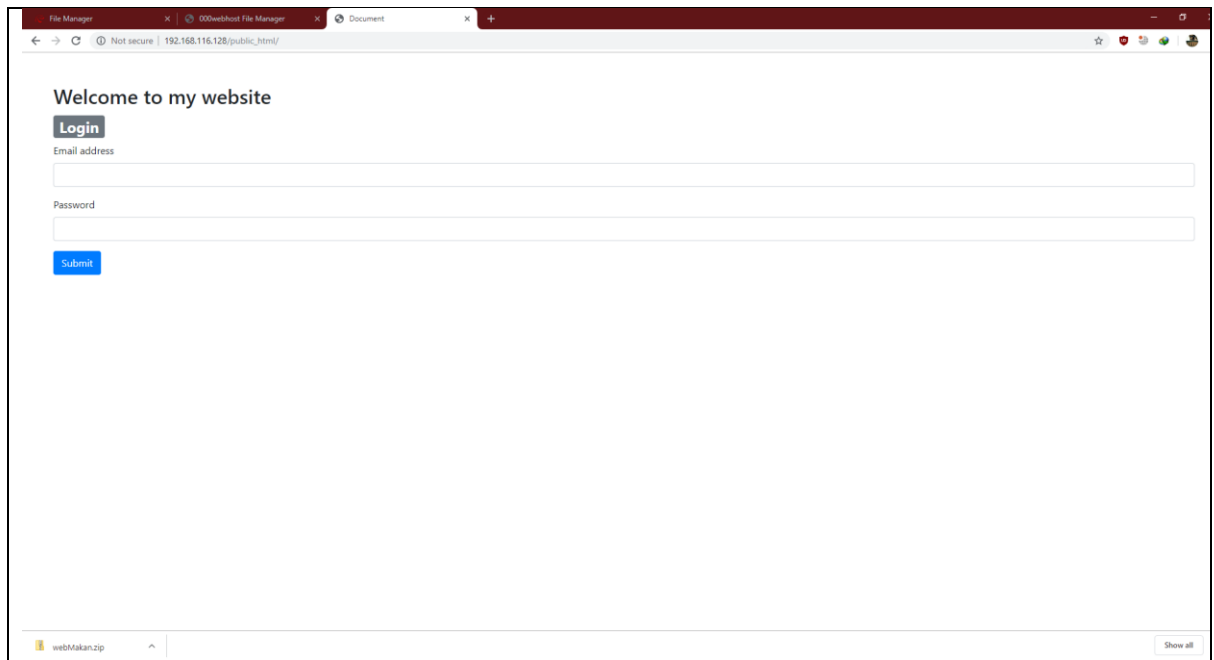 File Manager
000webhost File Manager
Document
Not secure | 192.168.116.128/public_html/
Welcome to my website
Login
Email address
Password
Submit
webMakan.zip
Show all